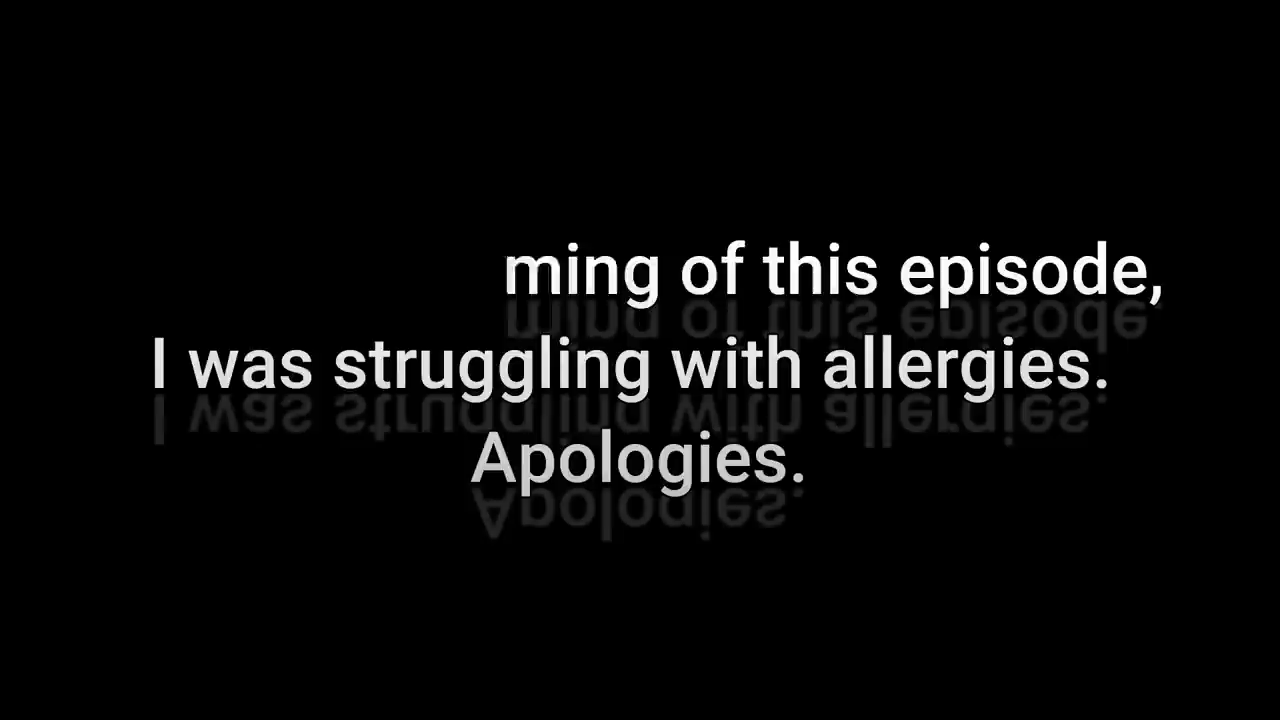 ming of this episode,
I was struggling with allergies.
Apologies.